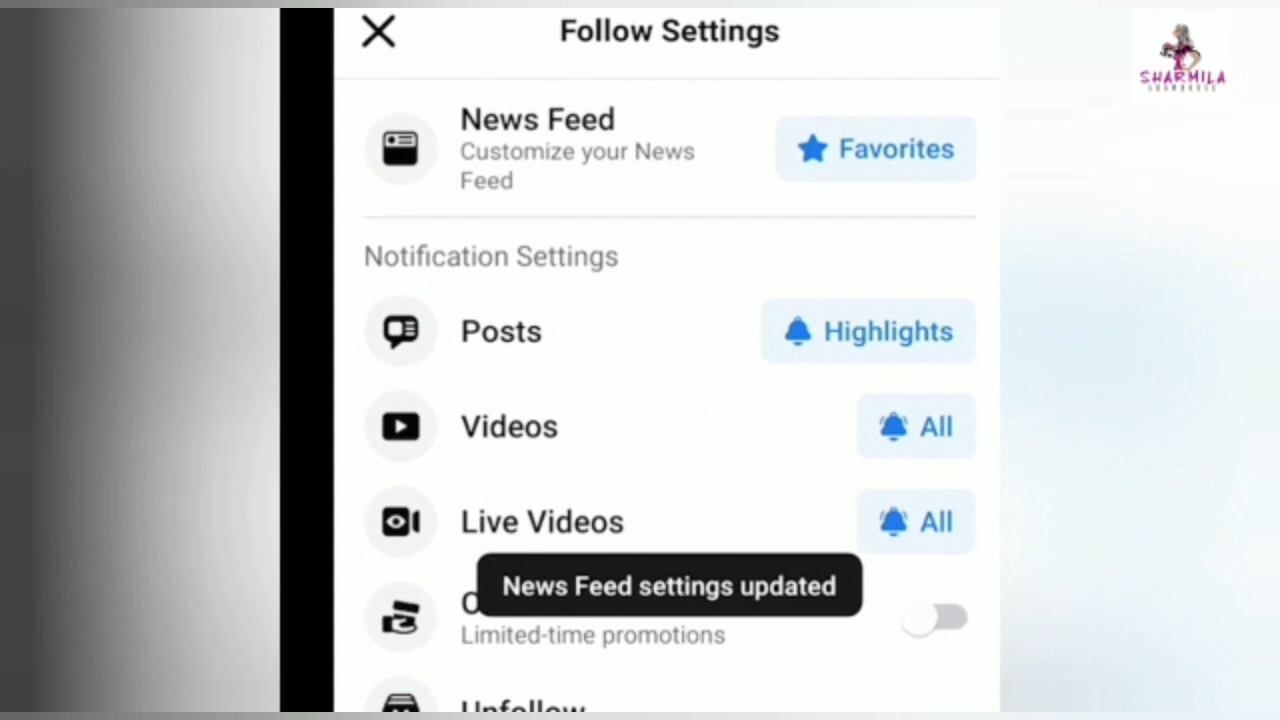 Follow Settings
SHARMILA
News Feed
Customize your News
Feed
Favorites
Notification Settings
Posts
Highlights
Videos
All
Live Videos
All
News Feed settings updated
Limited-time promotions
Unfollow